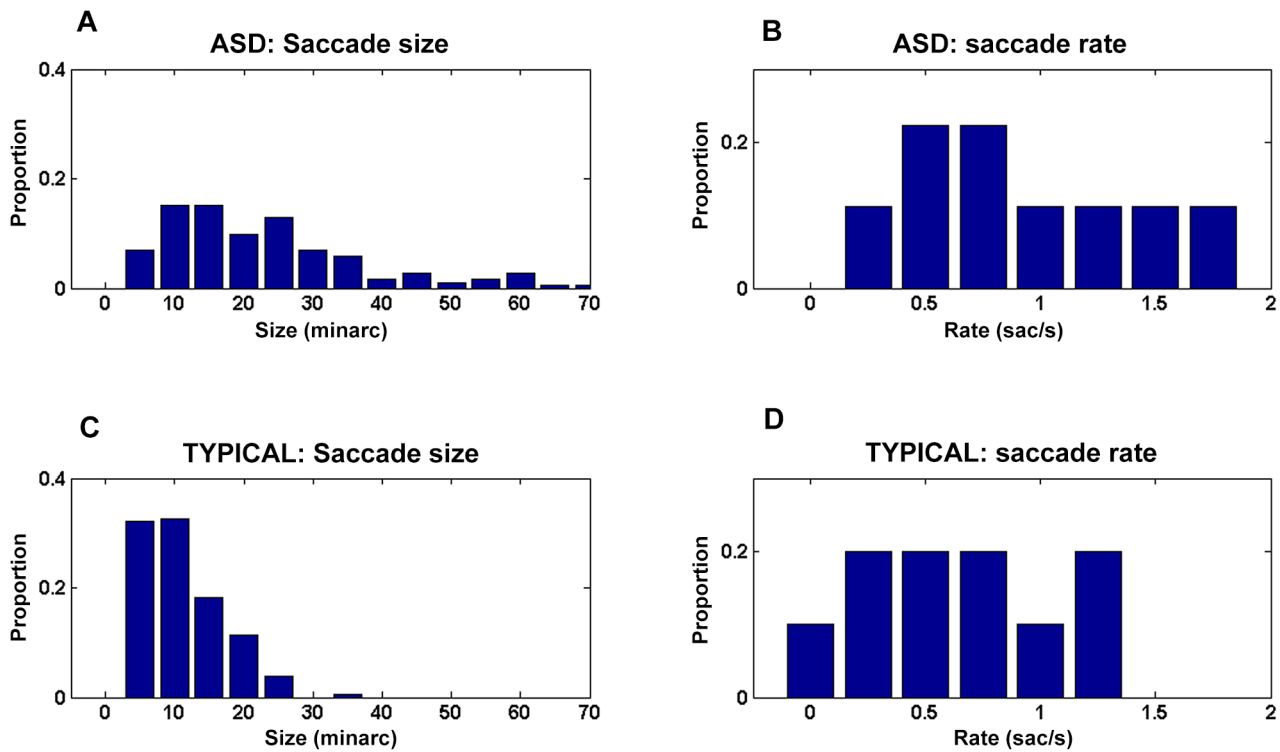 A
ASD: Saccade size
0.4
0.2
0
Proportion
0 10 20 30 40 50 60 70
Size (minarc)
B
ASD: saccade rate
0.2
0
Proportion
0 0.5 1 1.5 2
Rate (sac/s)
C
TYPICAL: Saccade size
0.4
0.2
0
Proportion
0 10 20 30 40 50 60 70
Size (minarc)
D
TYPICAL: saccade rate
0.2
0
Proportion
0 0.5 1 1.5 2
Rate (sac/s)